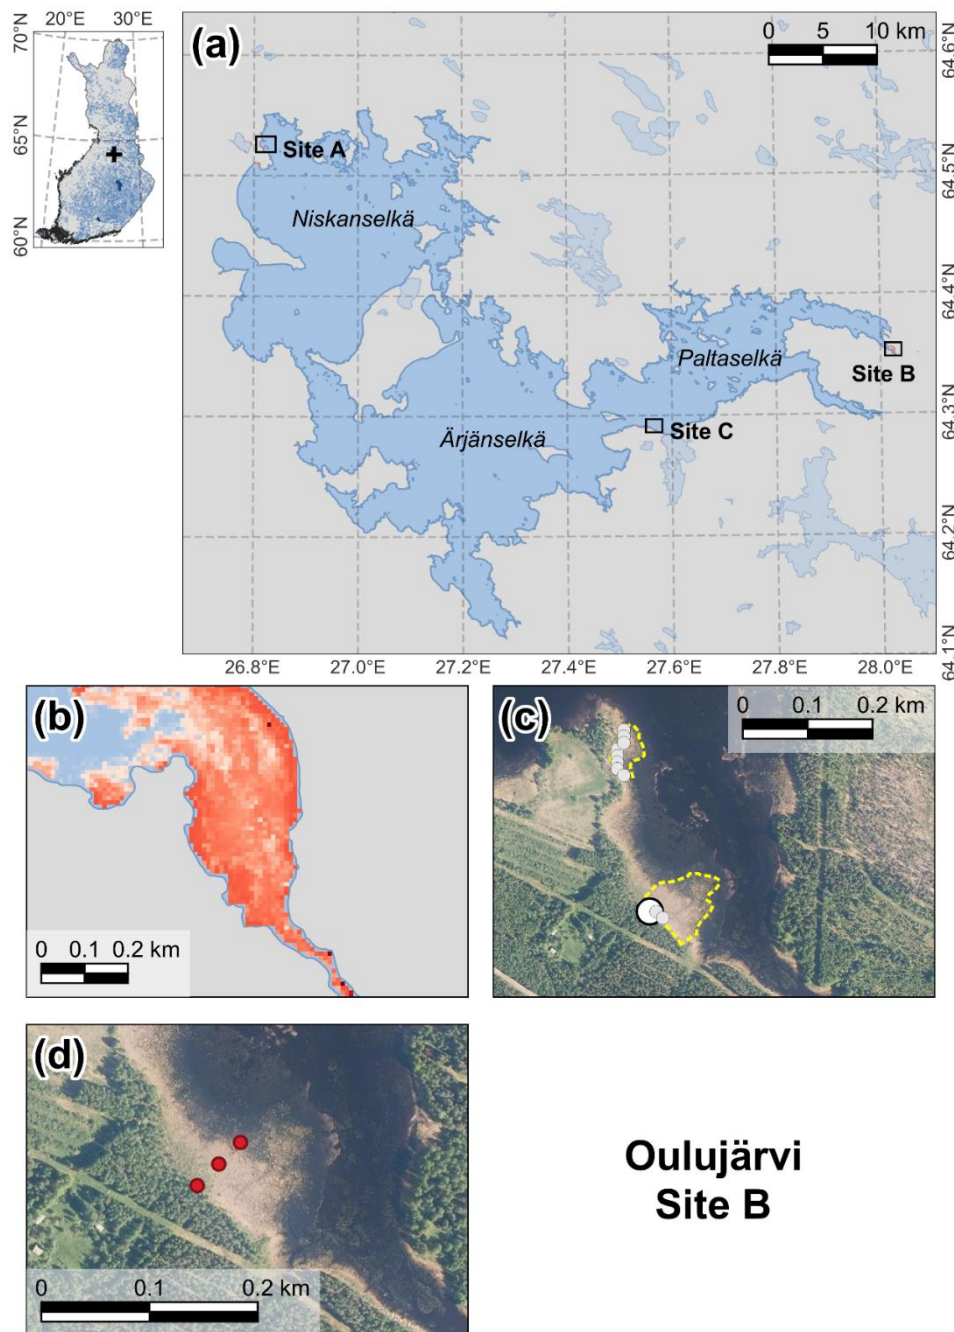 20°E 30°E
70°N
65°N
60°N
(a)
0 5 10 km
64.6°N
Site A
64.5°N
Niskanselkä
64.4°N
Paltaselkä
Site B
64.3°N
Site C
Ärjänselkä
64.2°N
64.1°N
26.8°E 27.0°E 27.2°E 27.4°E 27.6°E 27.8°E 28.0°E
(b)
0 0.1 0.2 km
(c)
0 0.1 0.2 km
(d)
0 0.1 0.2 km
Oulujärvi
Site B